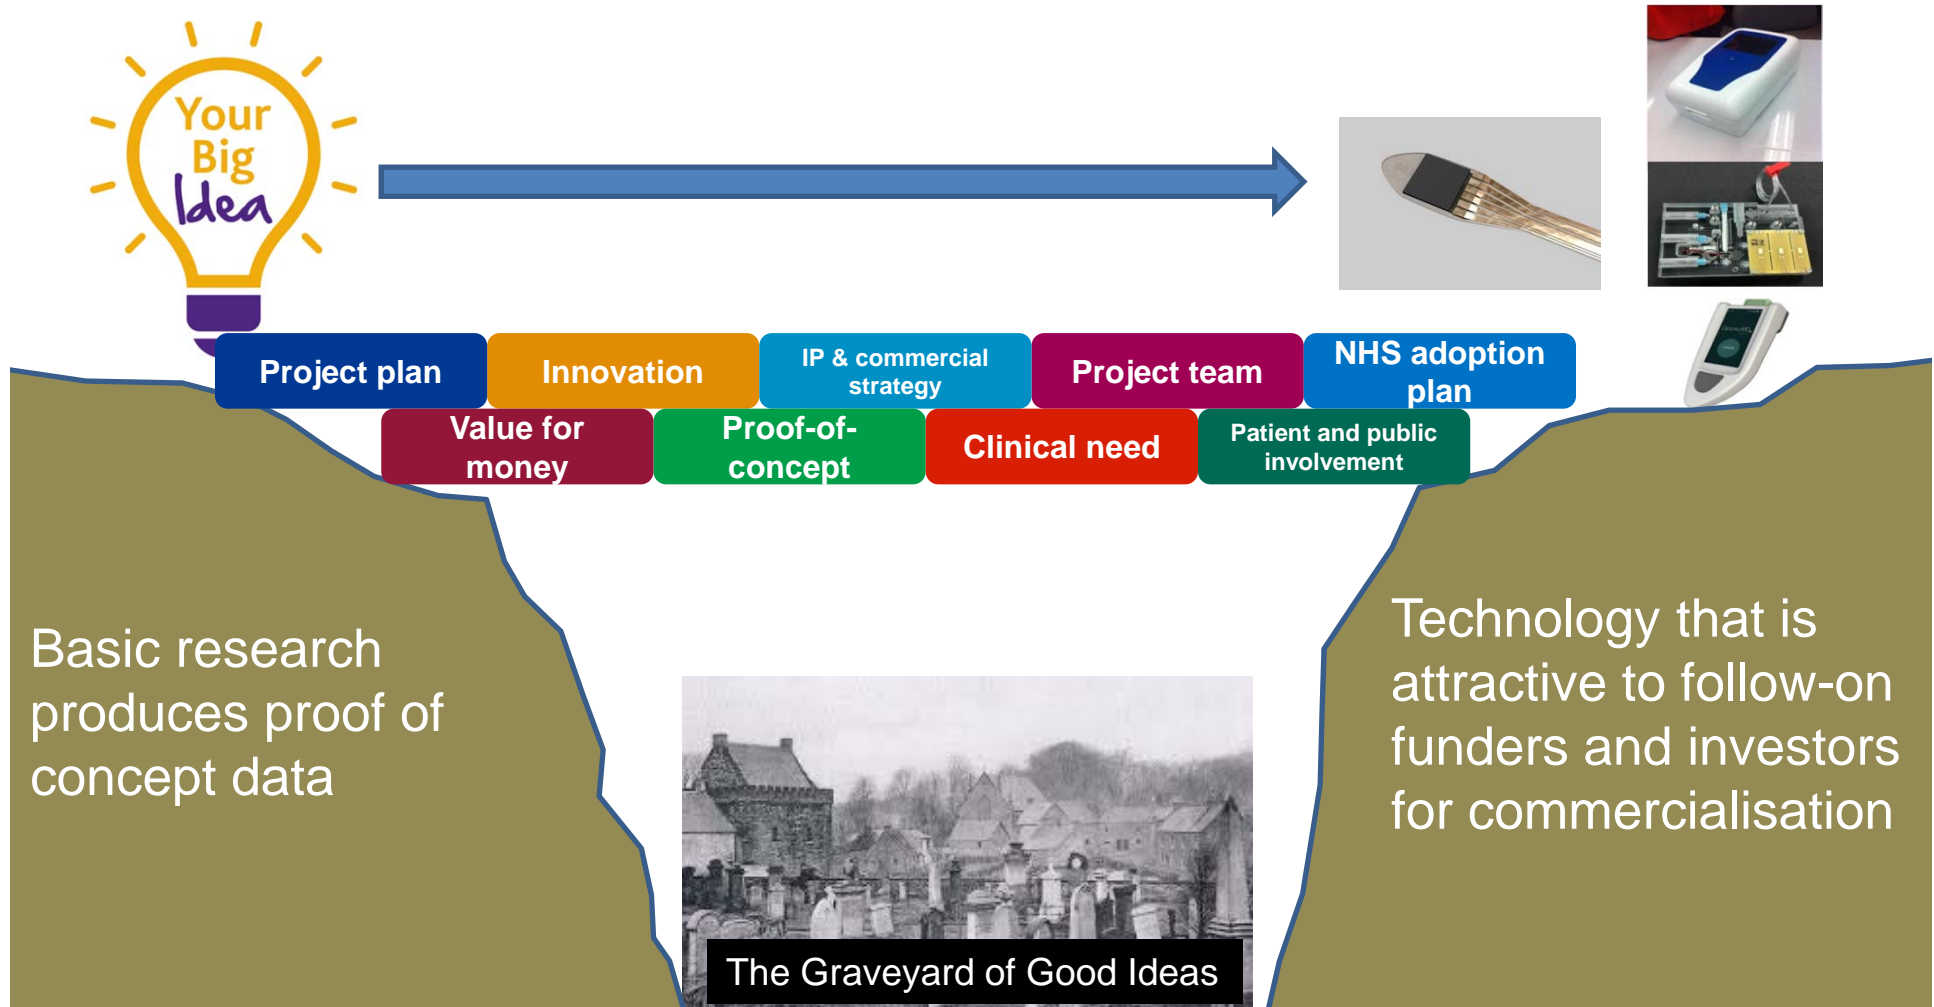 Your
Big
Idea
Project plan
Innovation
IP & commercial
strategy
Project team
NHS adoption
plan
Value for
money
Proof-of-
concept
Clinical need
Patient and public
involvement
Basic research
produces proof of
concept data
Technology that is
attractive to follow-on
funders and investors
for commercialisation
The Graveyard of Good Ideas